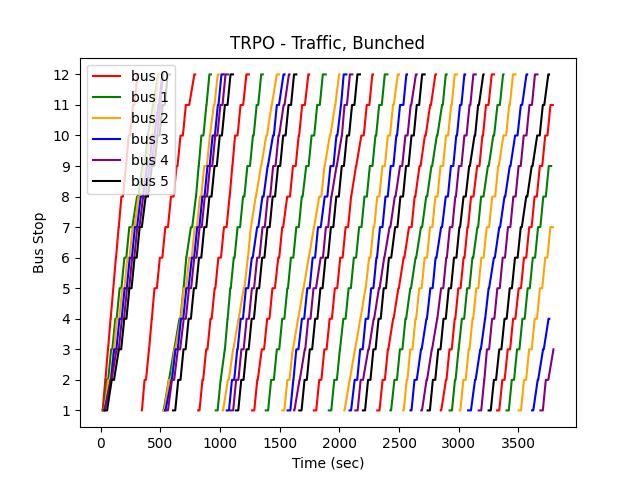 TRPO - Traffic, Bunched
bus 0
bus 1
bus 2
bus 3
bus 4
bus 5
12
11
10
9
8
7
6
5
4
3
2
1
Bus Stop
0 500 1000 1500 2000 2500 3000 3500
Time (sec)